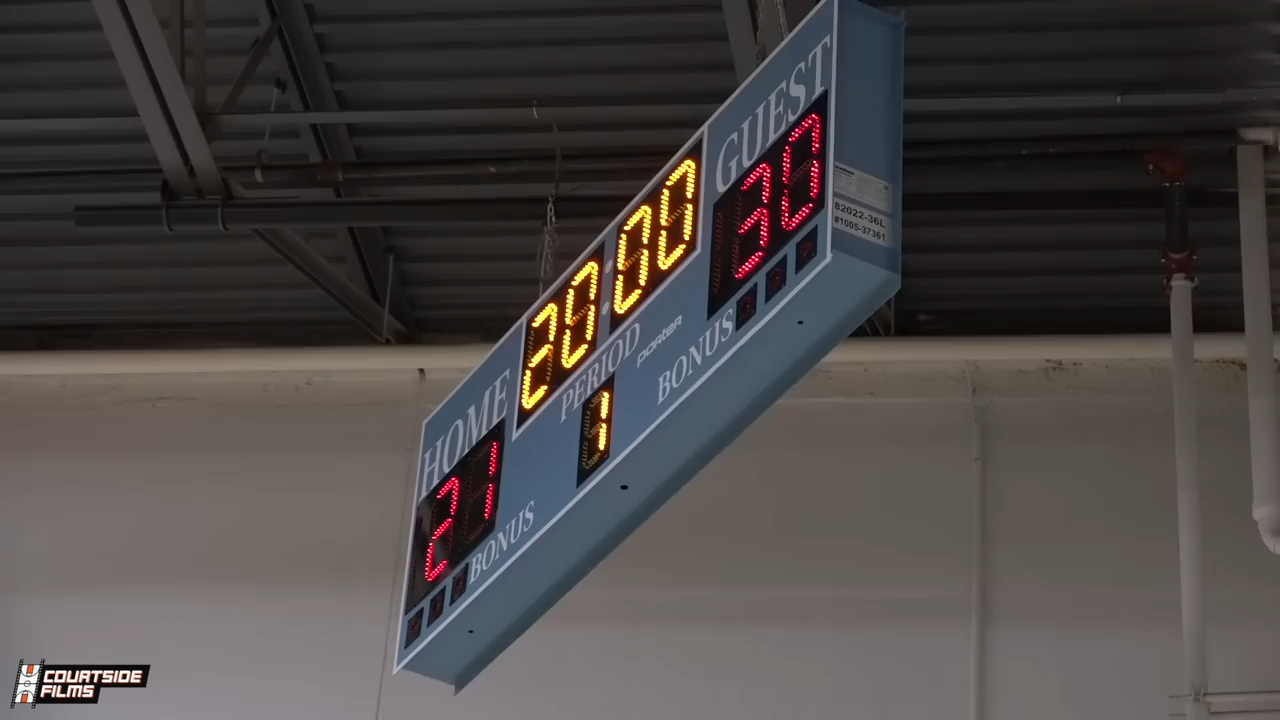 GUEST
30
20:00
HOME
PERIOD
porter
1
21
BONUS
BONUS
82022-36L
#1005-37361
COURTSIDE
FILMS